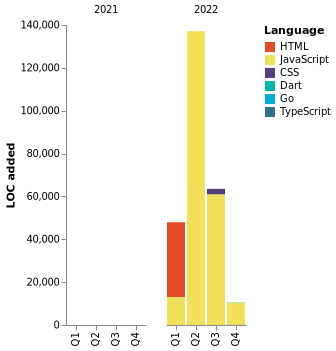 2021 2022
Language
HTML
JavaScript
CSS
Dart
Go
TypeScript
LOC added
140,000
120,000
100,000
80,000
60,000
40,000
20,000
0
Q1 Q2 Q3 Q4 Q1 Q2 Q3 Q4